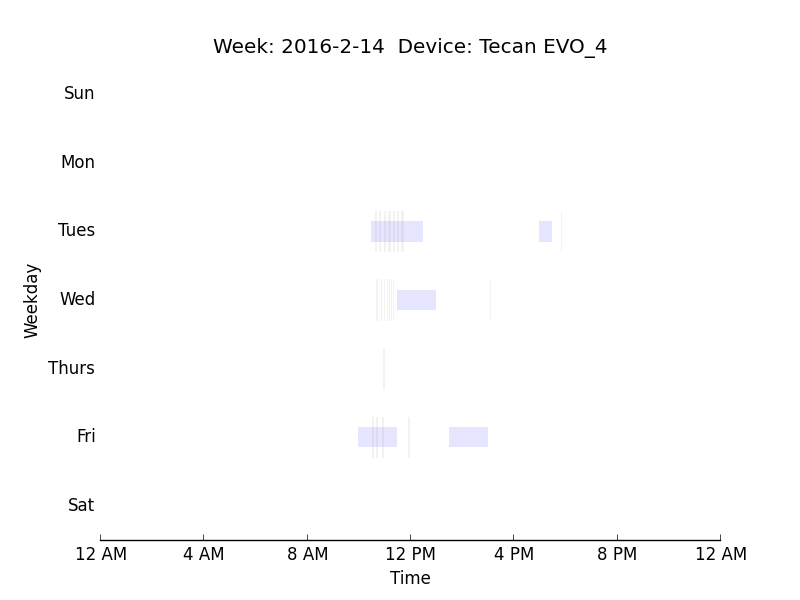 Week: 2016-2-14  Device: Tecan EVO_4
Sun
Mon
Tues
Wed
Thurs
Fri
Sat
Weekday
12 AM 4 AM 8 AM 12 PM 4 PM 8 PM 12 AM
Time